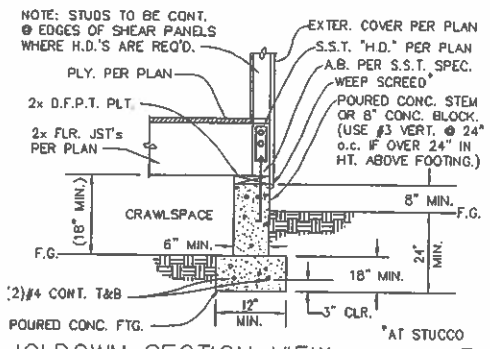 NOTE: STUDS TO BE CONT.
@ EDGES OF SHEAR PANELS
WHERE H.D.'S ARE REQ'D.
PLY. PER PLAN
2x D.F.P.T. PLT.
2x FLR. JST's
PER PLAN
EXTER. COVER PER PLAN
S.S.T. "H.D." PER PLAN
A.B. PER S.S.T. SPEC.
WEEP SCREED*
POURED CONC. STEM
OR 8" CONC. BLOCK.
(USE #3 VERT. @ 24"
o.c. IF OVER 24" IN
HT. ABOVE FOOTING.)
(18" MIN.)
CRAWLSPACE
8" MIN.
F.G.
6" MIN.
F.G.
24"
MIN.
18" MIN.
(2)#4 CONT. T&B
12"
MIN.
3" CLR.
POURED CONC. FTG.
*AT STUCCO